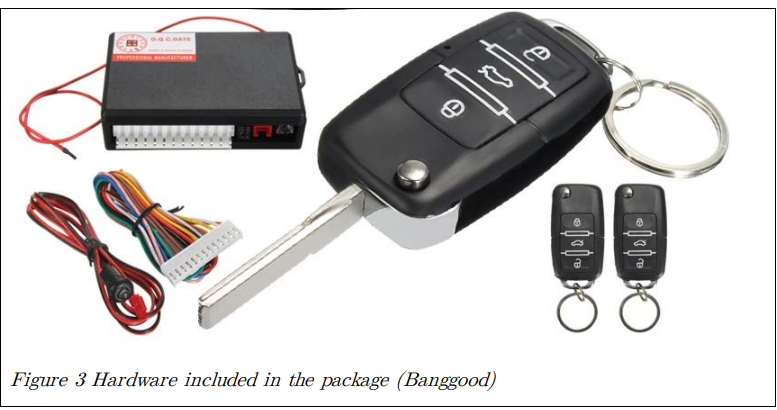 O.Q.C.DATE
PROFESSIONAL MANUFACTURER
Figure 3 Hardware included in the package (Banggood)